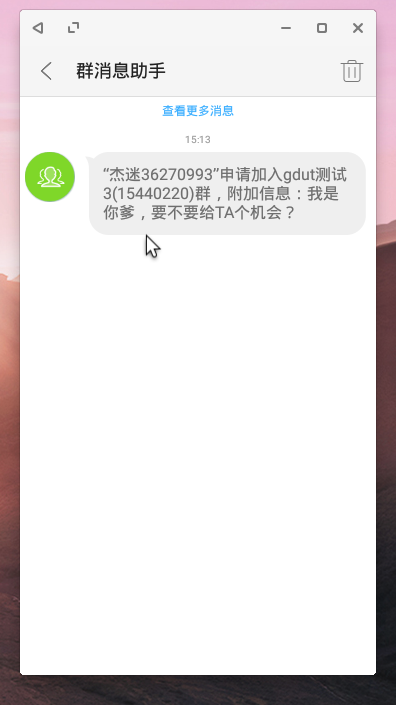 群消息助手
查看更多消息
15:13
“杰迷36270993”申请加入gdut测试
3(15440220)群，附加信息：我是
你爹，要不要给TA个机会？